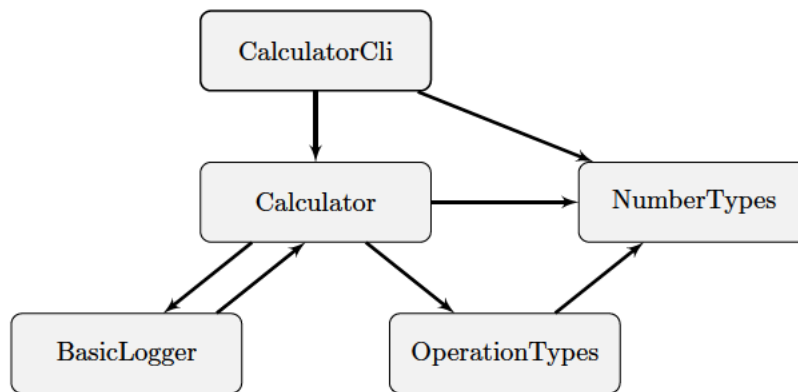 CalculatorCli
Calculator
NumberTypes
BasicLogger
OperationTypes